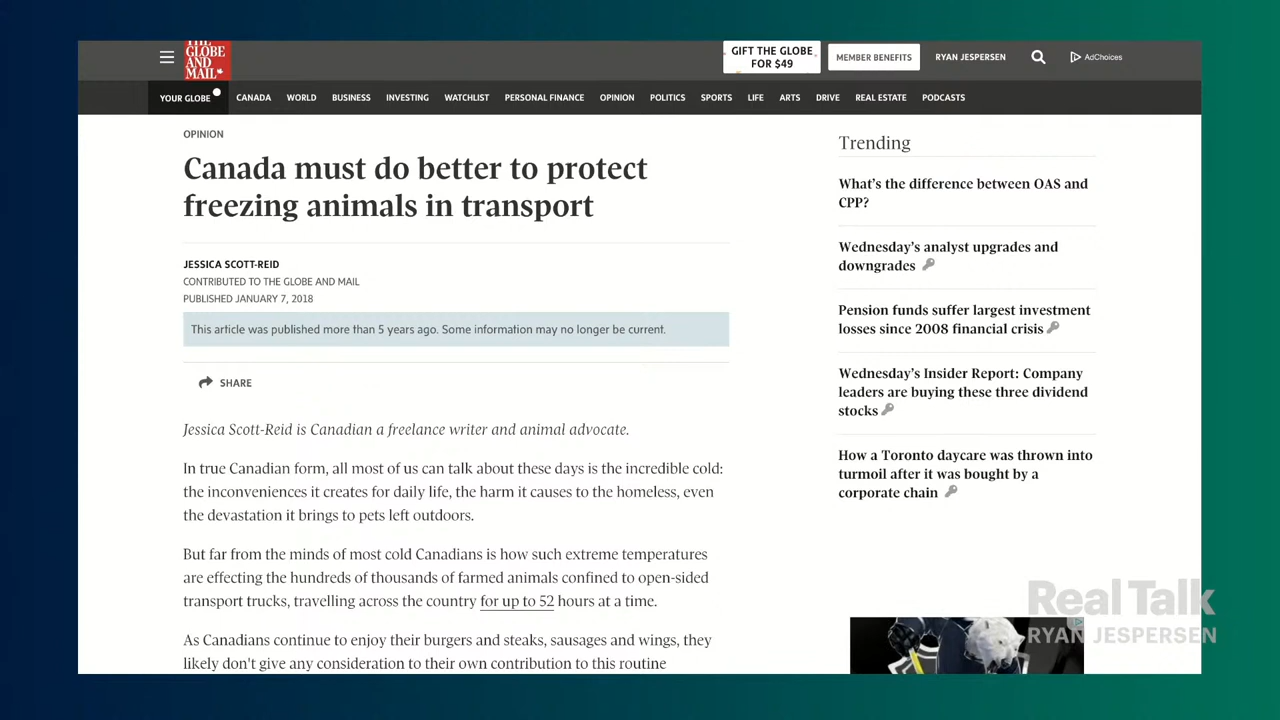 THE
GLOBE
AND
MAIL
GIFT THE GLOBE
FOR $49
MEMBER BENEFITS
RYAN JESPERSEN
AdChoices
YOUR GLOBE CANADA WORLD BUSINESS INVESTING WATCHLIST PERSONAL FINANCE OPINION POLITICS SPORTS LIFE ARTS DRIVE REAL ESTATE PODCASTS
OPINION
Canada must do better to protect
freezing animals in transport
JESSICA SCOTT-REID
CONTRIBUTED TO THE GLOBE AND MAIL
PUBLISHED JANUARY 7, 2018
This article was published more than 5 years ago. Some information may no longer be current.
SHARE
Jessica Scott-Reid is Canadian a freelance writer and animal advocate.
In true Canadian form, all most of us can talk about these days is the incredible cold:
the inconveniences it creates for daily life, the harm it causes to the homeless, even
the devastation it brings to pets left outdoors.
But far from the minds of most cold Canadians is how such extreme temperatures
are effecting the hundreds of thousands of farmed animals confined to open-sided
transport trucks, travelling across the country for up to 52 hours at a time.
As Canadians continue to enjoy their burgers and steaks, sausages and wings, they
likely don't give any consideration to their own contribution to this routine
Trending
What's the difference between OAS and
CPP?
Wednesday's analyst upgrades and
downgrades
Pension funds suffer largest investment
losses since 2008 financial crisis
Wednesday's Insider Report: Company
leaders are buying these three dividend
stocks
How a Toronto daycare was thrown into
turmoil after it was bought by a
corporate chain
Real Talk
RYAN JESPERSEN